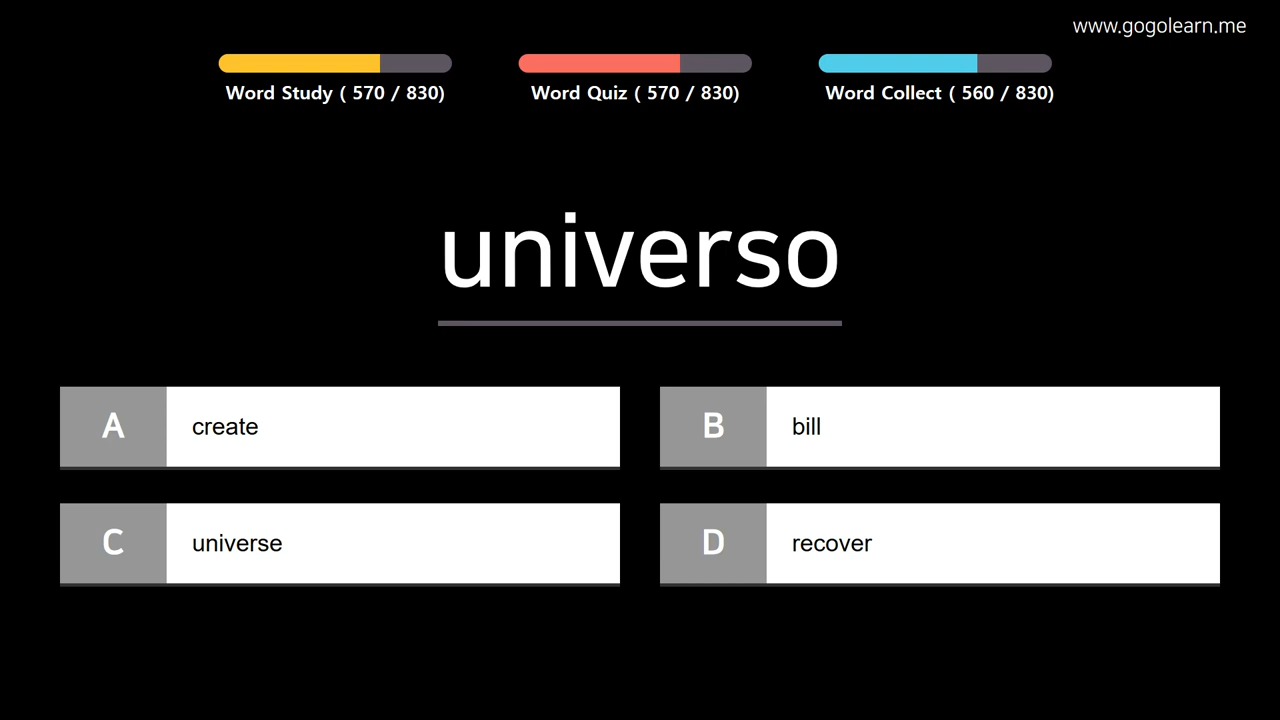 www.gogolearn.me
Word Study ( 570 / 830)
Word Quiz ( 570 / 830)
Word Collect ( 560 / 830)
universo
A create
B bill
C universe
D recover